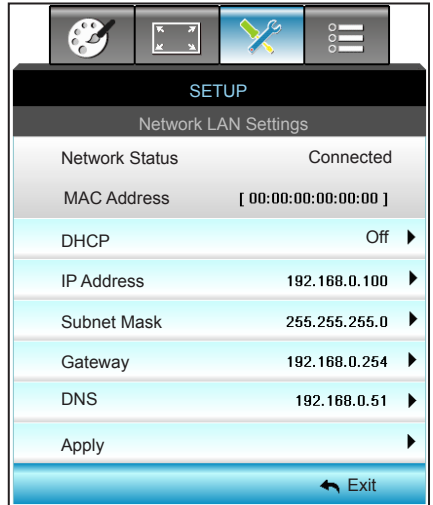 SETUP
Network LAN Settings
Network Status Connected
MAC Address [ 00:00:00:00:00:00 ]
DHCP Off
IP Address 192.168.0.100
Subnet Mask 255.255.255.0
Gateway 192.168.0.254
DNS 192.168.0.51
Apply
Exit